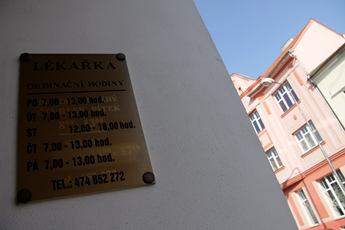 LÉKAŘKA
ORDINAČNÍ HODINY
PO 7,00 - 13,00 hod.
ÚT 7,00 - 13,00 hod.
ST 12,00 - 18,00 hod.
ČT 7,00 - 13,00 hod.
PÁ 7,00 - 13,00 hod.
TEL.: 474 652 272